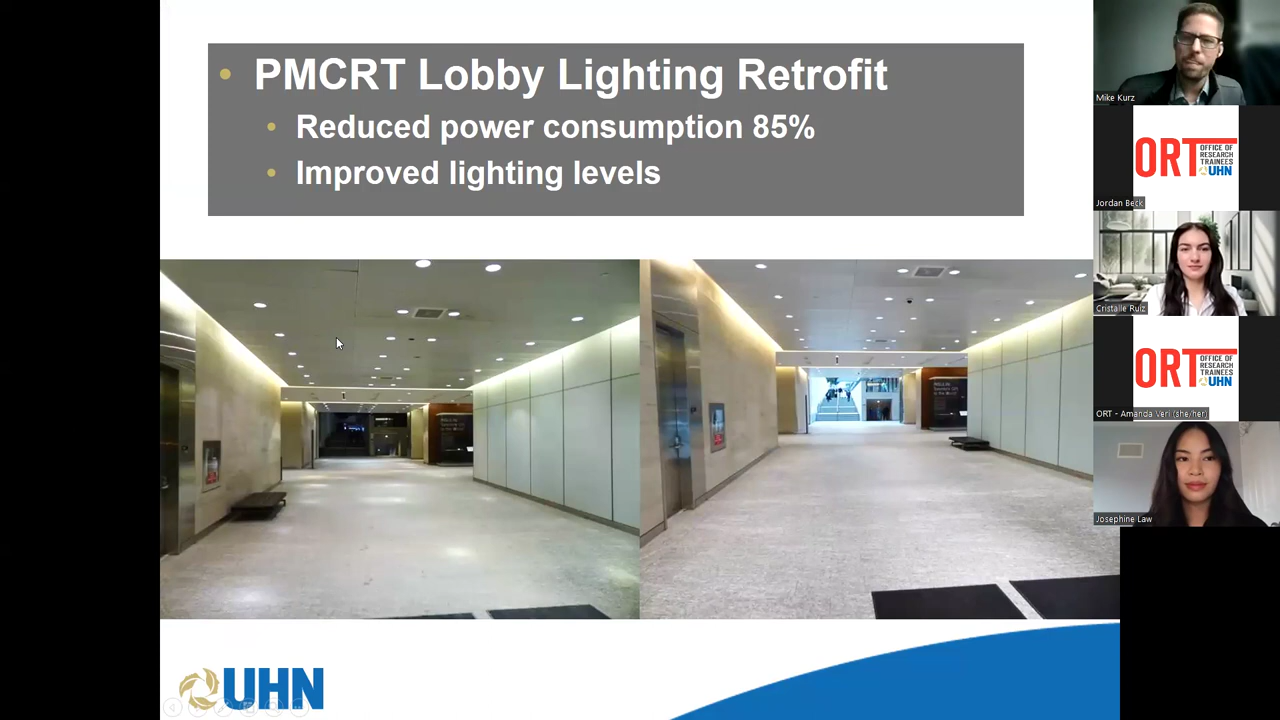 PMCRT Lobby Lighting Retrofit
Reduced power consumption 85%
Improved lighting levels
UHN
Mike Kurz
ORT OFFICE OF
RESEARCH
TRAINEES
UHN
Jordan Beck
Cristalle Ruiz
ORT OFFICE OF
RESEARCH
TRAINEES
UHN
ORT - Amanda Veri (she/her)
Josephine Law